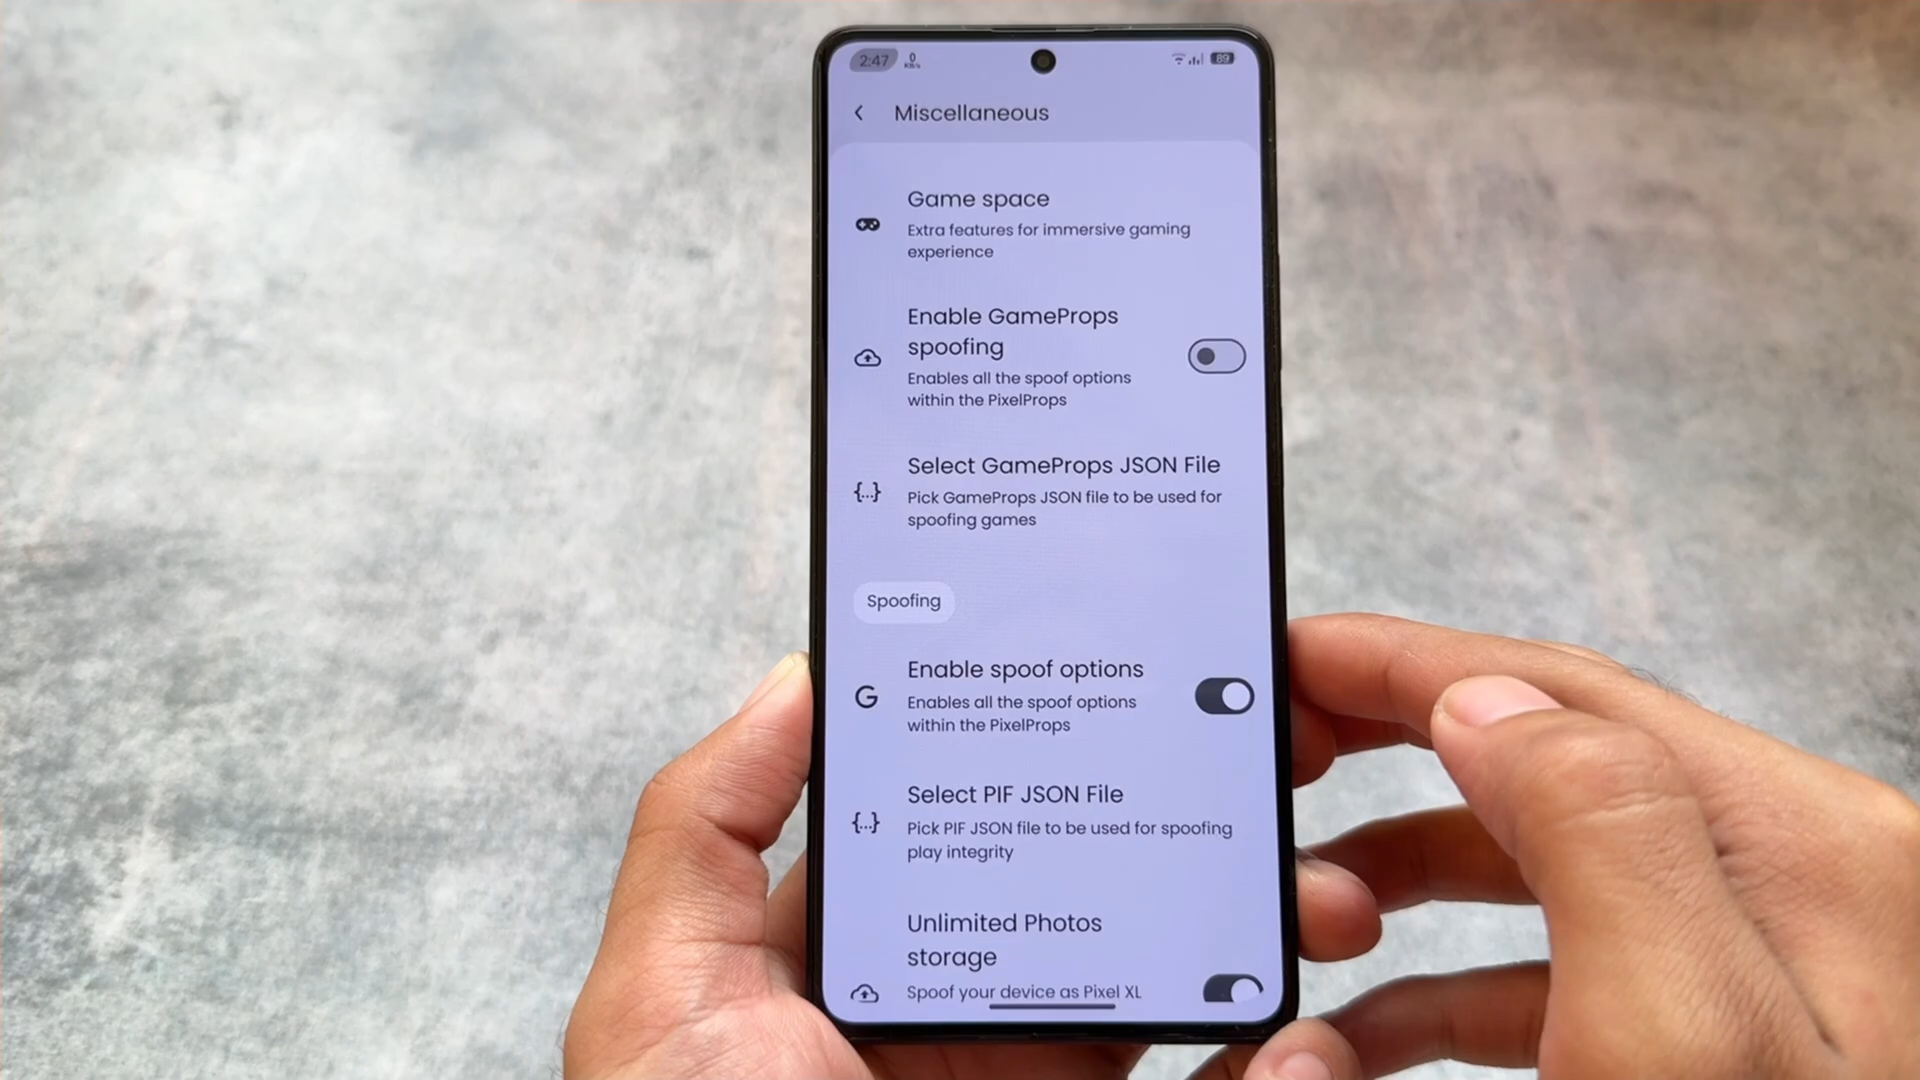 2:47
0
KB/s
89
Miscellaneous
Game space
Extra features for immersive gaming
experience
Enable GameProps
spoofing
Enables all the spoof options
within the PixelProps
Select GameProps JSON File
{...}
Pick GameProps JSON file to be used for
spoofing games
Spoofing
Enable spoof options
G
Enables all the spoof options
within the PixelProps
Select PIF JSON File
{...}
Pick PIF JSON file to be used for spoofing
play integrity
Unlimited Photos
storage
Spoof your device as Pixel XL